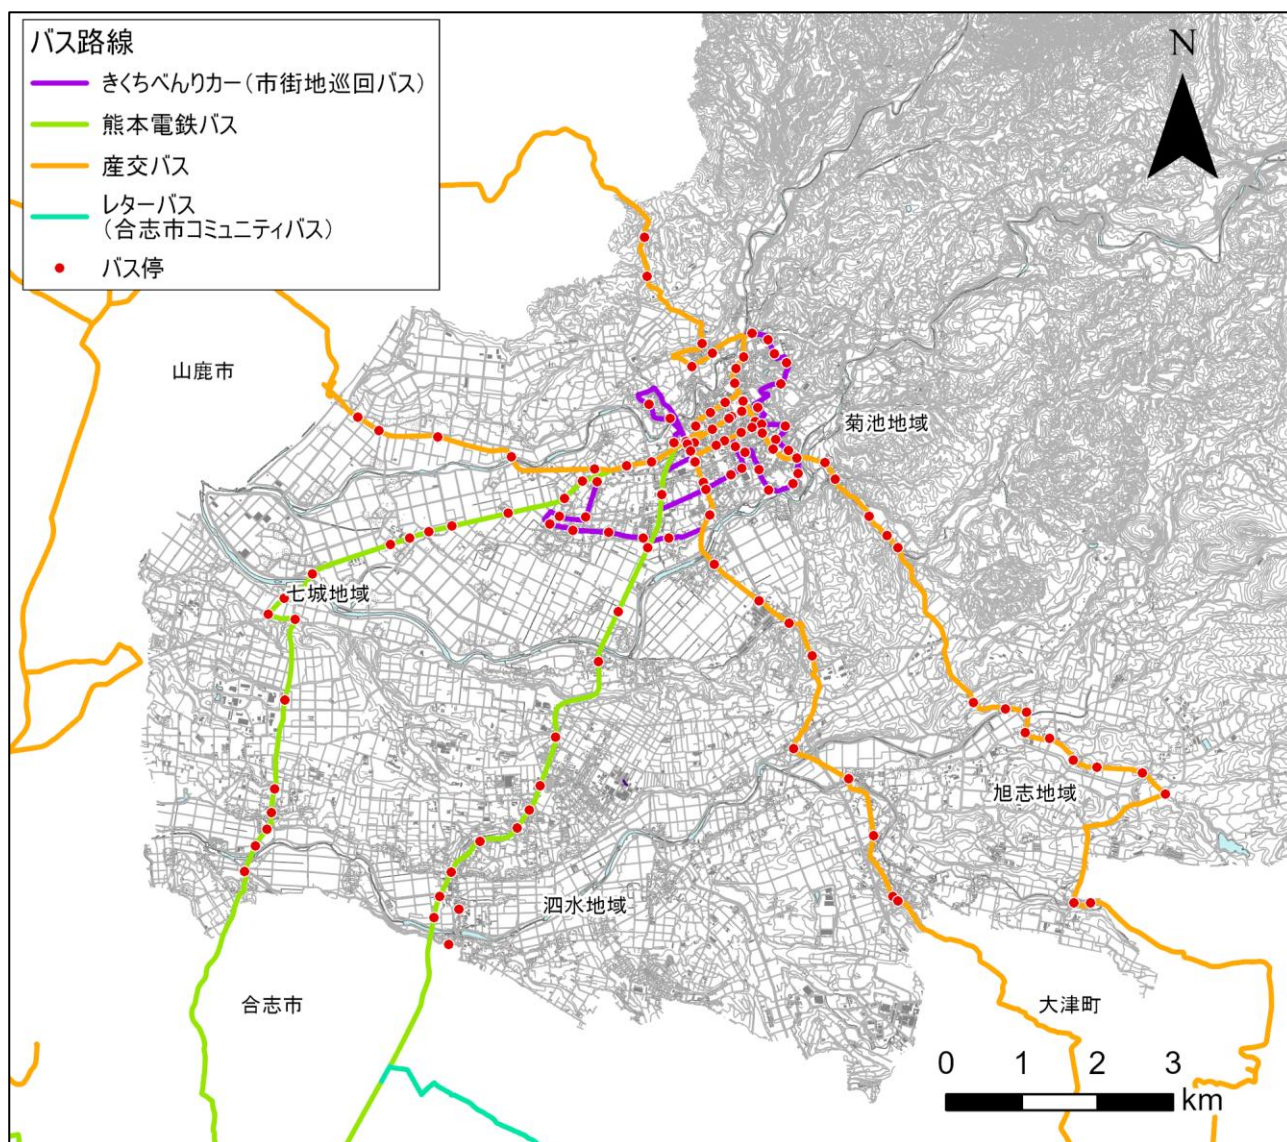 バス路線
きくちべんりカー(市街地巡回バス)
熊本電鉄バス
産交バス
レターバス
(合志市コミュニティバス)
バス停
N
山鹿市
菊池地域
七城地域
旭志地域
泗水地域
合志市
大津町
0 1 2 3
km